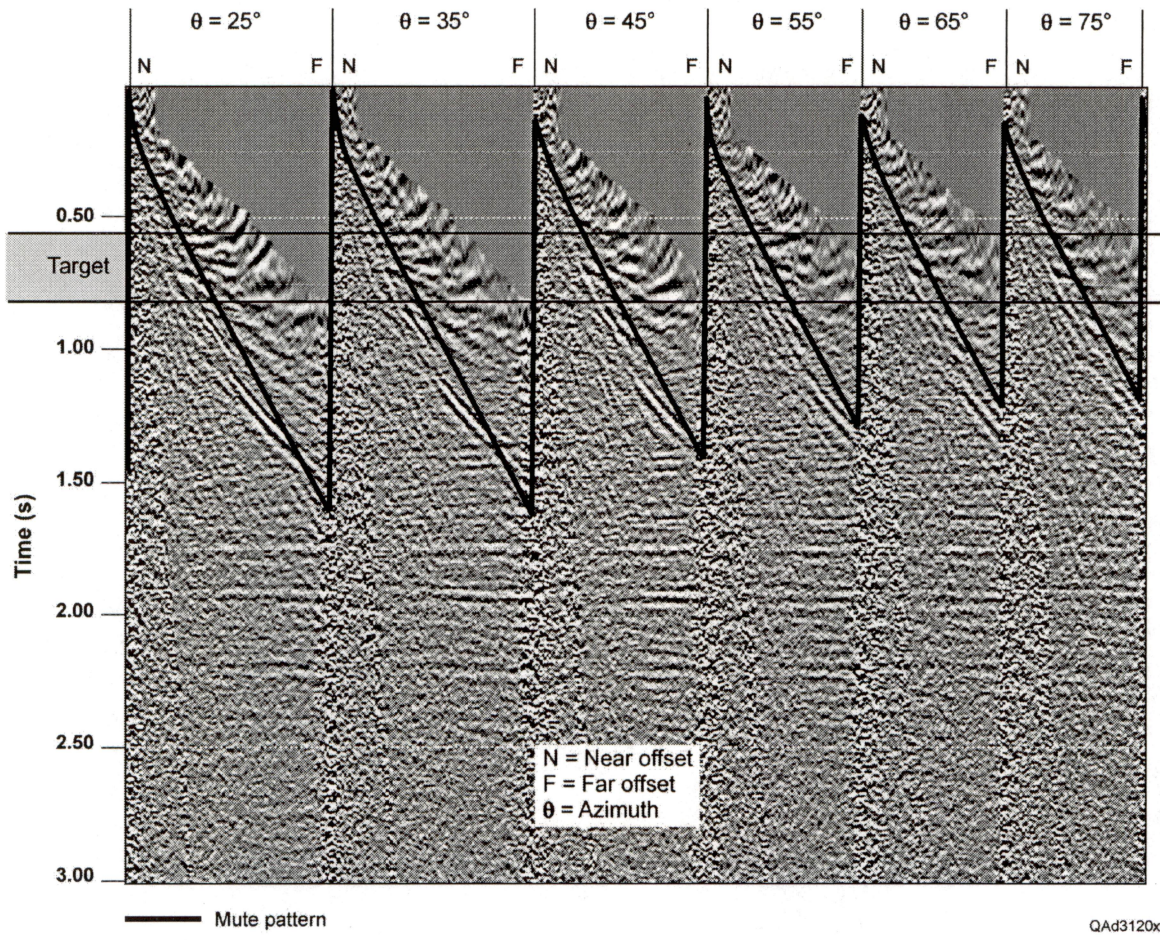 θ = 25° θ = 35° θ = 45° θ = 55° θ = 65° θ = 75°
N F N F N F N F N F N F
0.50
Target
1.00
1.50
Time (s)
2.00
2.50
N = Near offset
F = Far offset
θ = Azimuth
3.00
Mute pattern
QAd3120x